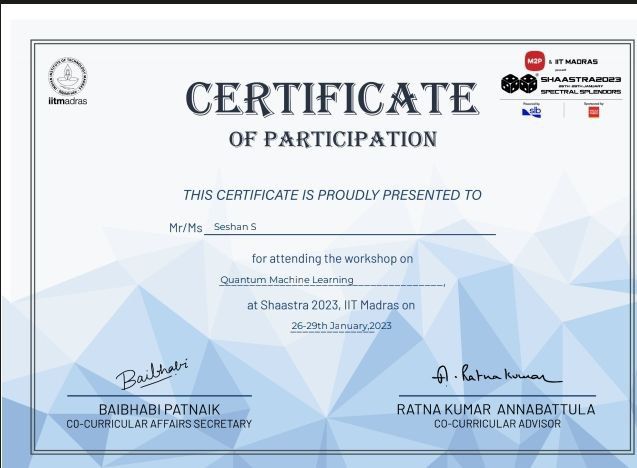 iitmadras
M2P & IIT MADRAS
present
SHAASTRA2023
26TH-29TH JANUARY
SPECTRAL SPLENDORS
Powered by
Sponsored by
sib
CERTIFICATE
OF PARTICIPATION
THIS CERTIFICATE IS PROUDLY PRESENTED TO
Mr/Ms Seshan S
for attending the workshop on
Quantum Machine Learning
at Shaastra 2023, IIT Madras on
26-29th January,2023
Baibhabi
A. Ratna Kumar
BAIBHABI PATNAIK
RATNA KUMAR ANNABATTULA
CO-CURRICULAR AFFAIRS SECRETARY
CO-CURRICULAR ADVISOR